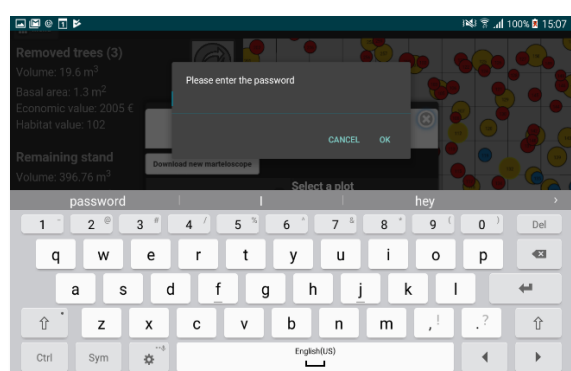 100% 15:07
Removed trees (3)
Volume: 19.6 m³
Basal area: 1.3 m²
Economic value: 2005 €
Habitat value: 102
Remaining stand
Volume: 396.76 m³
Please enter the password
CANCEL OK
Download new marteloscope
Select a plot
password I hey
1 - 2 @ 3 # 4 / 5 % 6 ^ 7 & 8 * 9 ( 0 ) Del
q w e r t y u i o p
a s d f g h j k l
z x c v b n m , ! . ?
Ctrl Sym English(US)